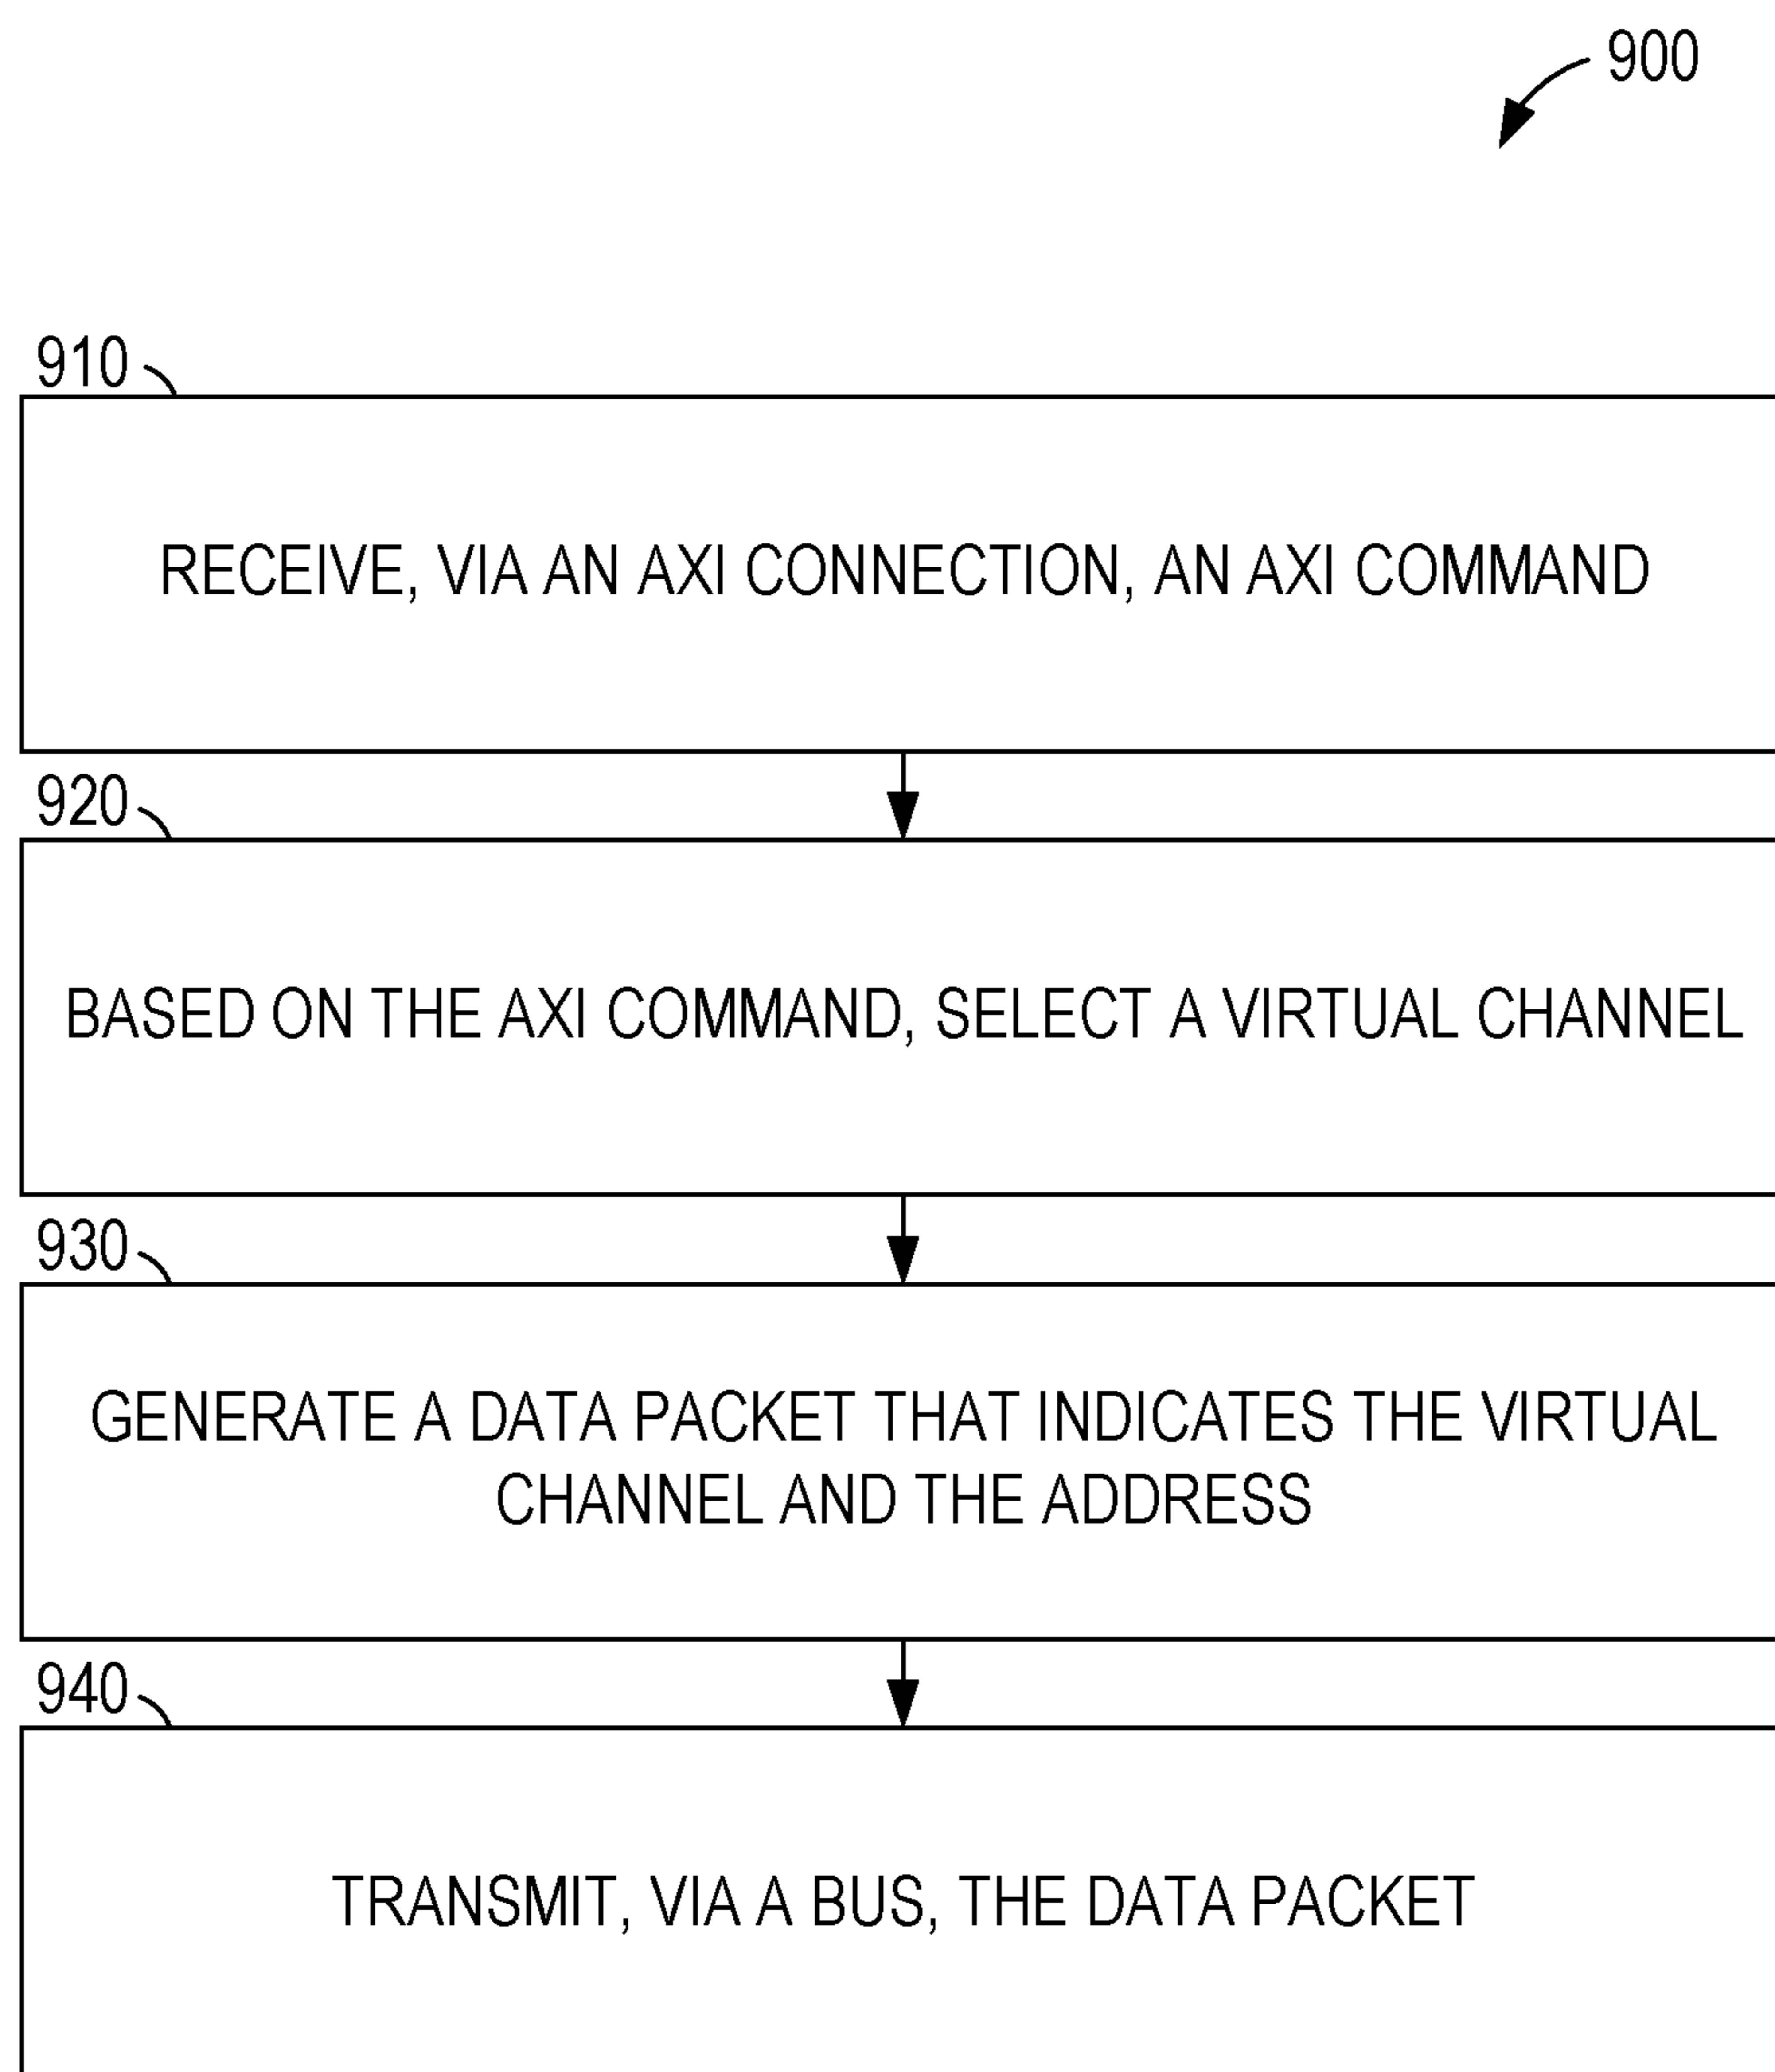 900
910
RECEIVE, VIA AN AXI CONNECTION, AN AXI COMMAND
920
BASED ON THE AXI COMMAND, SELECT A VIRTUAL CHANNEL
930
GENERATE A DATA PACKET THAT INDICATES THE VIRTUAL
CHANNEL AND THE ADDRESS
940
TRANSMIT, VIA A BUS, THE DATA PACKET